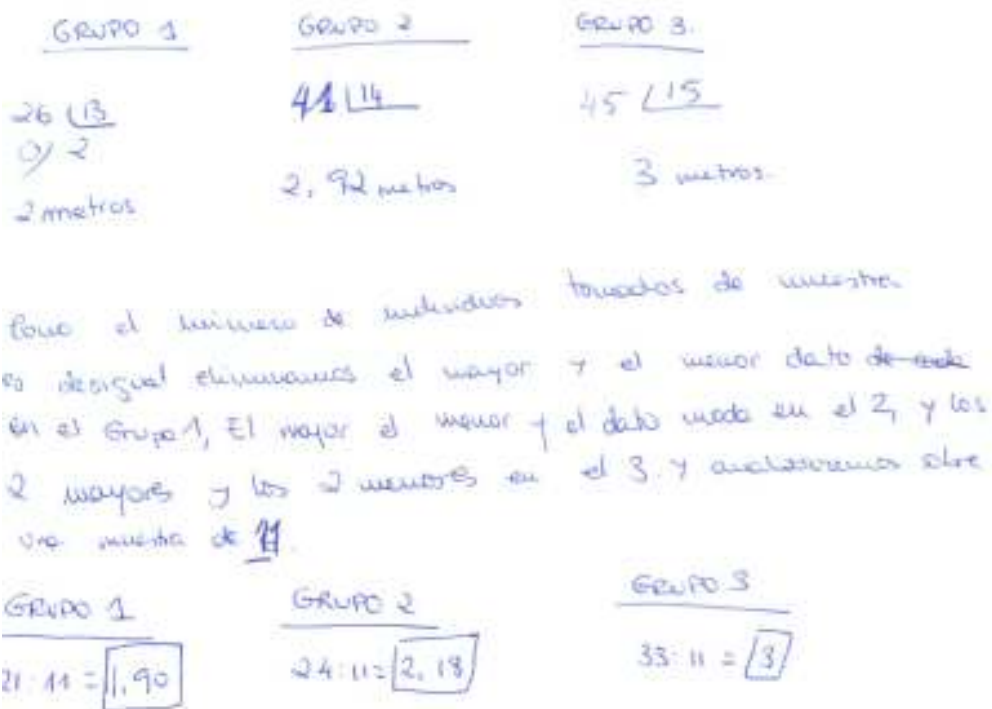 GRUPO 1 GRUPO 2 GRUPO 3.
26 13 41 14 45 15
0/ 2
2 metros 2,92 metros 3 metros.
Como el número de individuos tomados de muestra
es desigual eliminamos el mayor y el menor dato
en el Grupo 1, El mayor el menor y el dato moda en el 2, y los
2 mayores y los 2 menores en el 3. y analizaremos sobre
una muestra de 11.
GRUPO 1 GRUPO 2 GRUPO 3
21:11 = 1,90 24:11 = 2,18 33:11 = 3